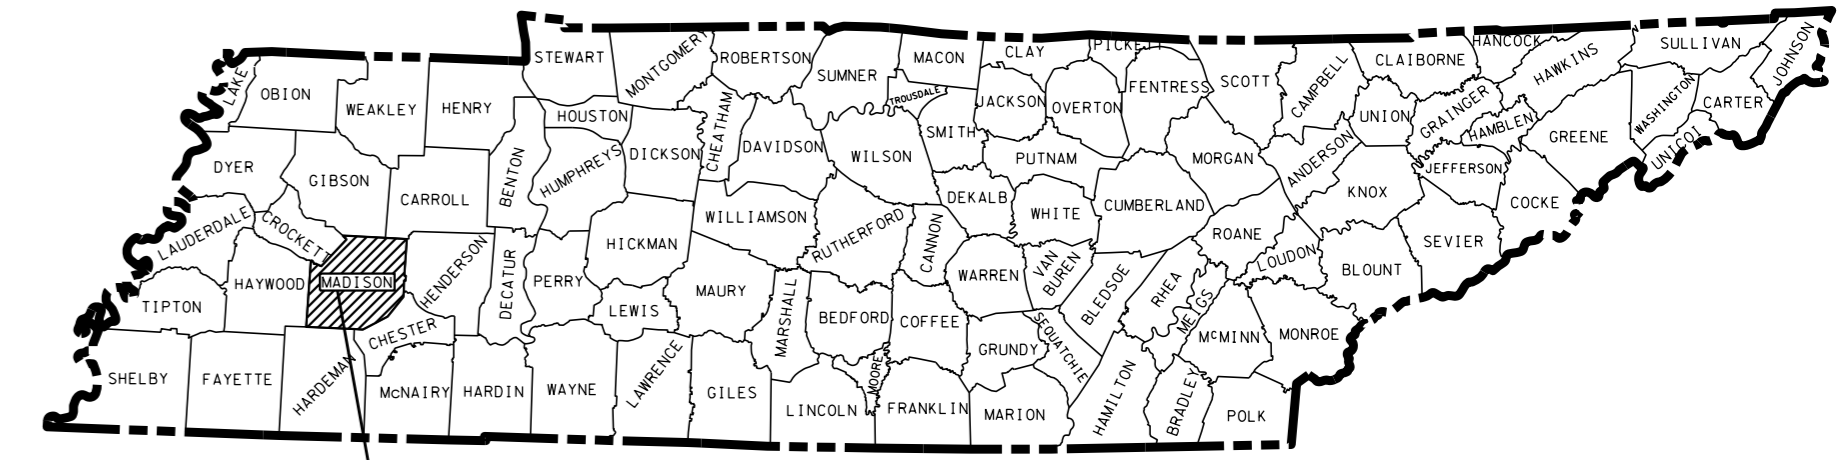 LAKE
OBION
WEAKLEY
HENRY
STEWART
MONTGOMERY
ROBERTSON
SUMNER
MACON
TROUSDALE
CLAY
PICKETT
JACKSON
OVERTON
FENTRESS
SCOTT
CAMPBELL
CLAIBORNE
HANCOCK
HAWKINS
SULLIVAN
JOHNSON
CARTER
WASHINGTON
UNICOI
GREENE
HAMBLEN
GRAINGER
UNION
ANDERSON
MORGAN
PUTNAM
SMITH
WILSON
DAVIDSON
CHEATHAM
DICKSON
HOUSTON
HUMPHREYS
BENTON
CARROLL
GIBSON
DYER
LAUDERDALE
CROCKETT
HAYWOOD
MADISON
HENDERSON
DECATUR
PERRY
HICKMAN
WILLIAMSON
RUTHERFORD
CANNON
DEKALB
WHITE
CUMBERLAND
ROANE
KNOX
JEFFERSON
COCKE
SEVIER
BLOUNT
LOUDON
MONROE
McMINN
MEIGS
RHEA
BLEDSOE
VAN
BUREN
WARREN
COFFEE
BEDFORD
MARSHALL
MAURY
LEWIS
CHESTER
TIPTON
SHELBY
FAYETTE
HARDEMAN
McNAIRY
HARDIN
WAYNE
LAWRENCE
GILES
LINCOLN
MOORE
FRANKLIN
GRUNDY
SEQUATCHIE
MARION
HAMILTON
BRADLEY
POLK